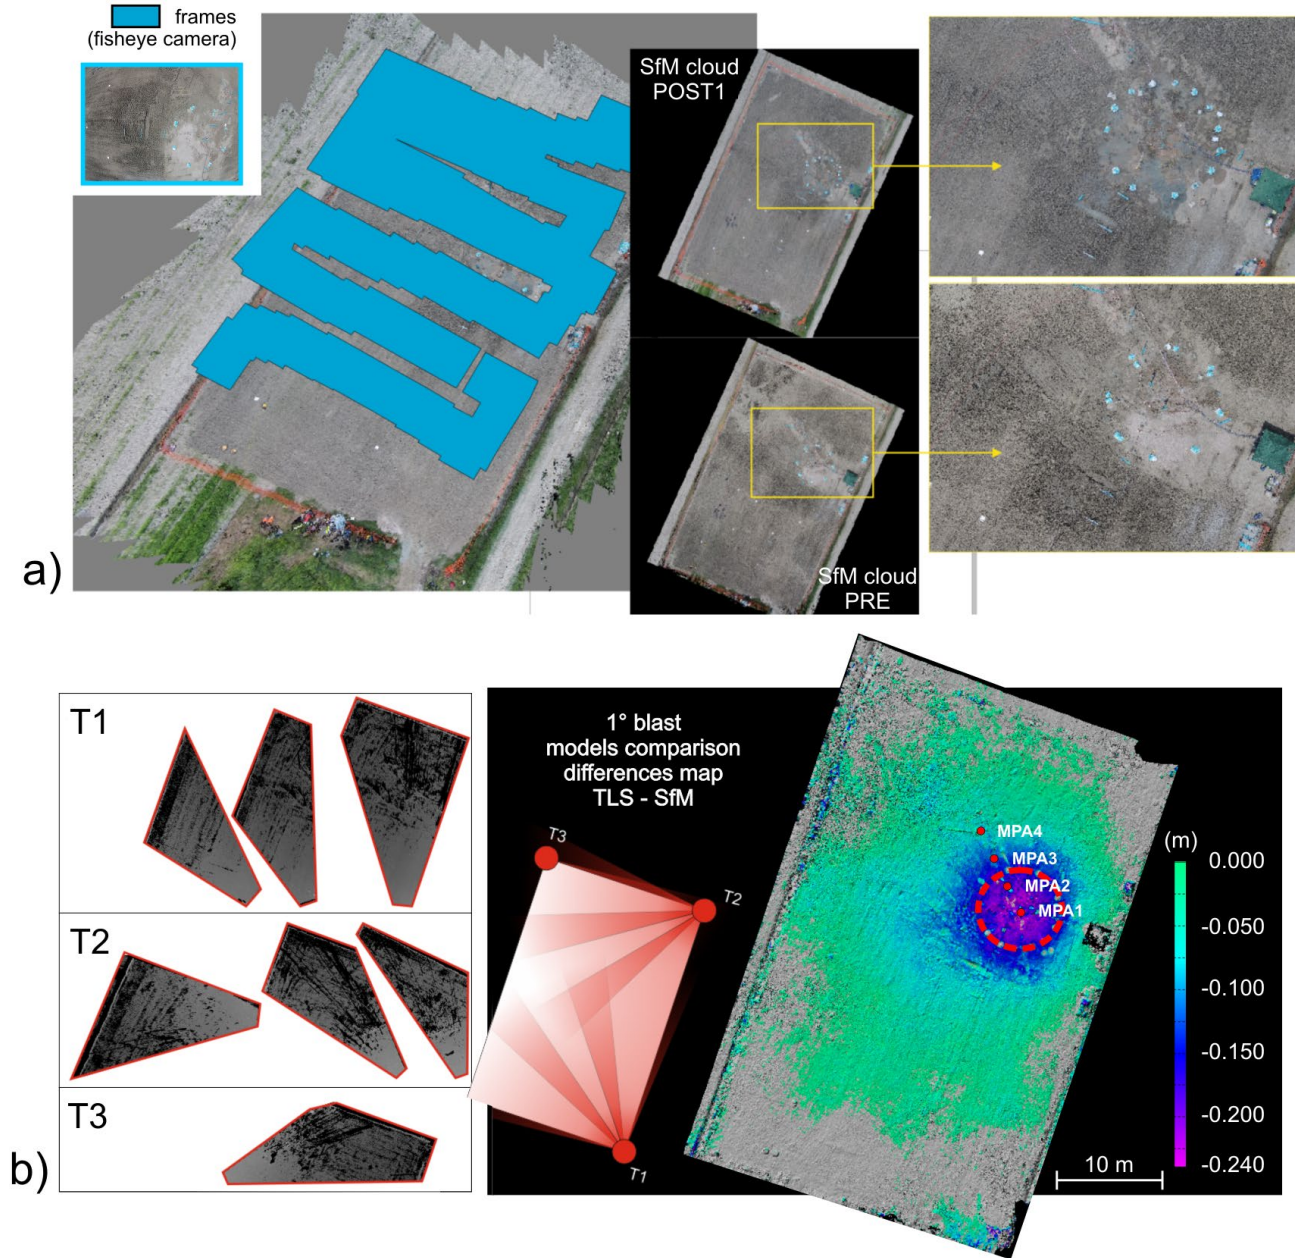 frames
(fisheye camera)
SfM cloud
POST1
SfM cloud
PRE
a)
T1
T2
T3
b)
1° blast
models comparison
differences map
TLS - SfM
T3
T2
T1
MPA4
MPA3
MPA2
MPA1
(m)
0.000
-0.050
-0.100
-0.150
-0.200
-0.240
10 m